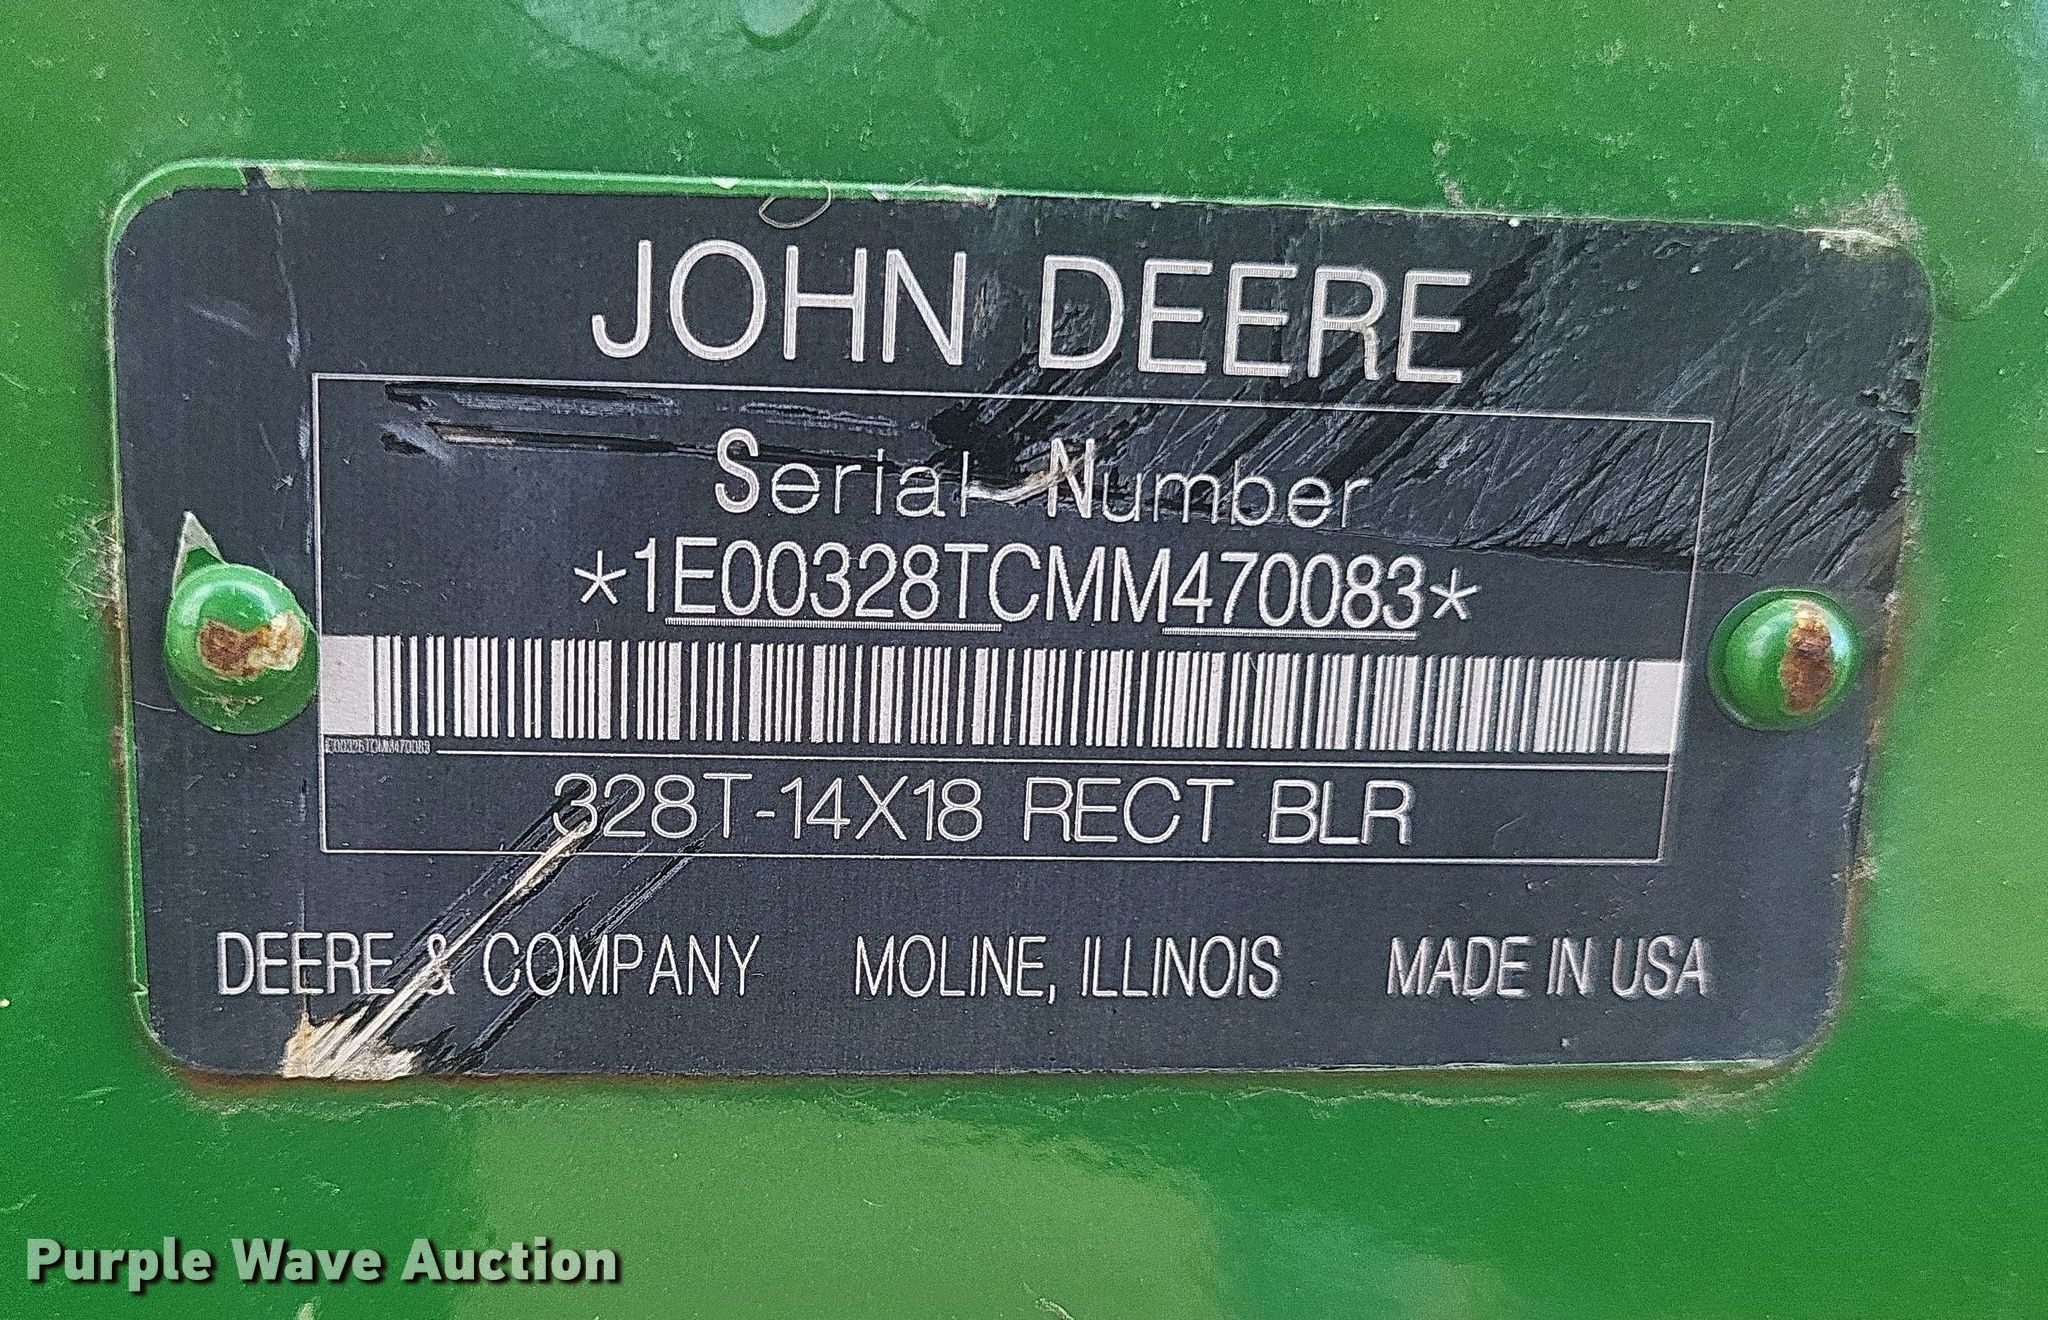 JOHN DEERE
Serial Number
*1E00328TCMM470083*
1E00328TCMM470083
328T-14X18 RECT BLR
DEERE & COMPANY MOLINE, ILLINOIS MADE IN USA
Purple Wave Auction